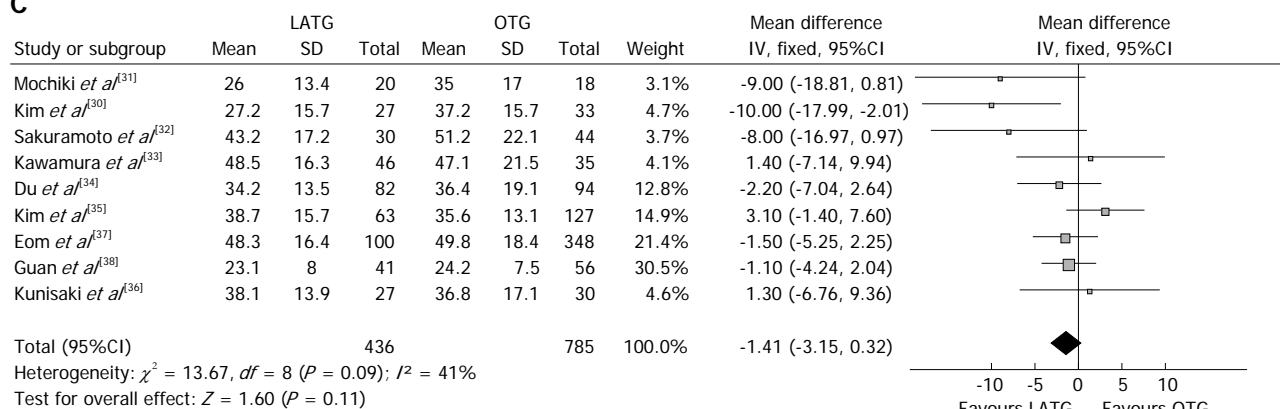 C
LATG OTG Mean difference Mean difference
Study or subgroup Mean SD Total Mean SD Total Weight IV, fixed, 95%CI IV, fixed, 95%CI
Mochiki et al[31] 26 13.4 20 35 17 18 3.1% -9.00 (-18.81, 0.81)
Kim et al[30] 27.2 15.7 27 37.2 15.7 33 4.7% -10.00 (-17.99, -2.01)
Sakuramoto et al[32] 43.2 17.2 30 51.2 22.1 44 3.7% -8.00 (-16.97, 0.97)
Kawamura et al[33] 48.5 16.3 46 47.1 21.5 35 4.1% 1.40 (-7.14, 9.94)
Du et al[34] 34.2 13.5 82 36.4 19.1 94 12.8% -2.20 (-7.04, 2.64)
Kim et al[35] 38.7 15.7 63 35.6 13.1 127 14.9% 3.10 (-1.40, 7.60)
Eom et al[37] 48.3 16.4 100 49.8 18.4 348 21.4% -1.50 (-5.25, 2.25)
Guan et al[38] 23.1 8 41 24.2 7.5 56 30.5% -1.10 (-4.24, 2.04)
Kunisaki et al[36] 38.1 13.9 27 36.8 17.1 30 4.6% 1.30 (-6.76, 9.36)
Total (95%CI) 436 785 100.0% -1.41 (-3.15, 0.32)
Heterogeneity: χ² = 13.67, df = 8 (P = 0.09); I² = 41%
-10 -5 0 5 10
Test for overall effect: Z = 1.60 (P = 0.11)
Favours LATG Favours OTG